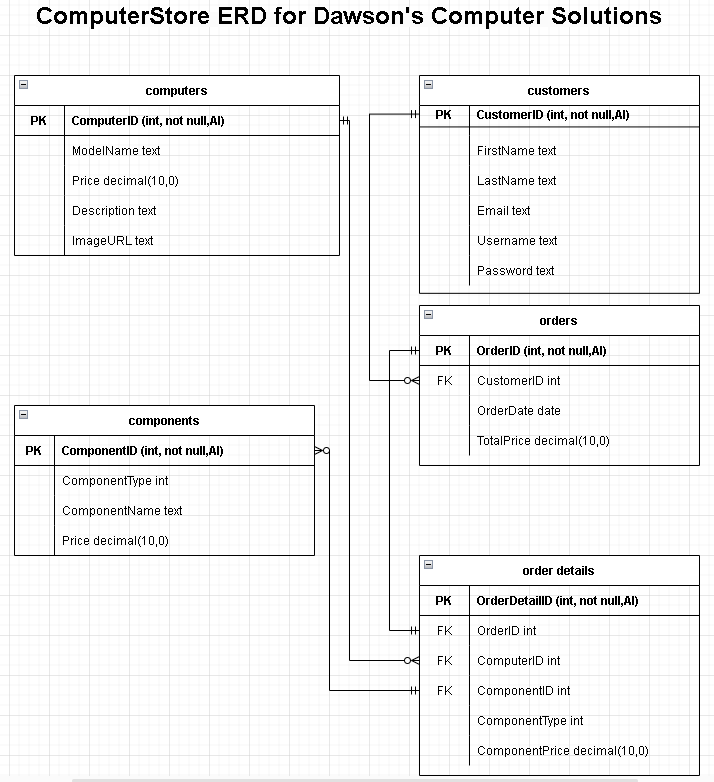 ComputerStore ERD for Dawson's Computer Solutions
computers
PK ComputerID (int, not null,AI)
ModelName text
Price decimal(10,0)
Description text
ImageURL text
customers
PK CustomerID (int, not null,AI)
FirstName text
LastName text
Email text
Username text
Password text
orders
PK OrderID (int, not null,AI)
FK CustomerID int
OrderDate date
TotalPrice decimal(10,0)
components
PK ComponentID (int, not null,AI)
ComponentType int
ComponentName text
Price decimal(10,0)
order details
PK OrderDetailID (int, not null,AI)
FK OrderID int
FK ComputerID int
FK ComponentID int
ComponentType int
ComponentPrice decimal(10,0)